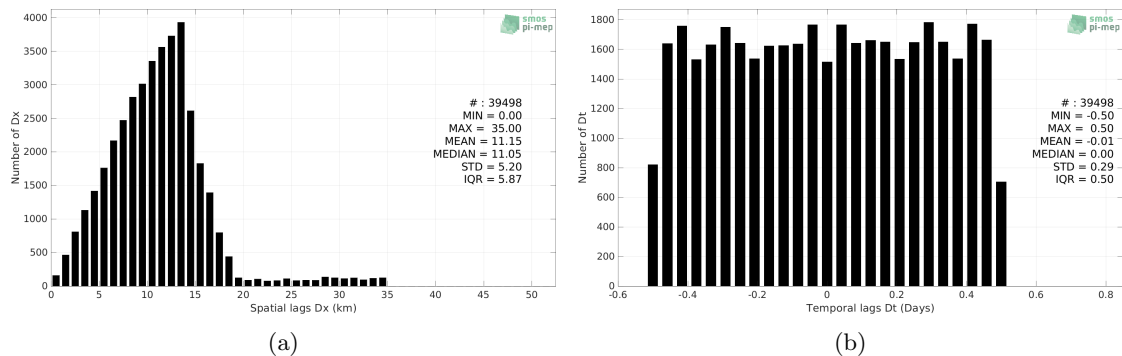 4000
3500
3000
2500
2000
1500
1000
500
0
Number of Dx
smos
pi-mep
# : 39498
MIN = 0.00
MAX = 35.00
MEAN = 11.15
MEDIAN = 11.05
STD = 5.20
IQR = 5.87
0 5 10 15 20 25 30 35 40 45 50
Spatial lags Dx (km)
(a)
1800
1600
1400
1200
1000
800
600
400
200
0
Number of Dt
smos
pi-mep
# : 39498
MIN = -0.50
MAX = 0.50
MEAN = -0.01
MEDIAN = 0.00
STD = 0.29
IQR = 0.50
-0.6 -0.4 -0.2 0 0.2 0.4 0.6 0.8
Temporal lags Dt (Days)
(b)